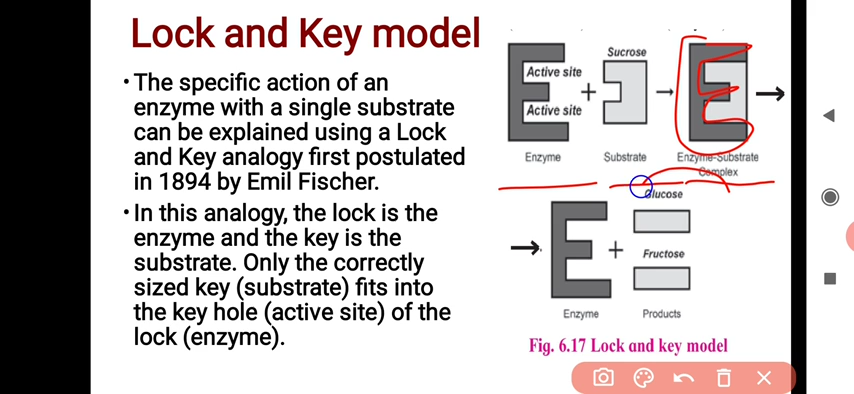 Lock and Key model
• The specific action of an
enzyme with a single substrate
can be explained using a Lock
and Key analogy first postulated
in 1894 by Emil Fischer.
• In this analogy, the lock is the
enzyme and the key is the
substrate. Only the correctly
sized key (substrate) fits into
the key hole (active site) of the
lock (enzyme).
Sucrose
Active site
+
Active site
Enzyme
Substrate
Enzyme-Substrate
Complex
Glucose
+
Fructose
Enzyme
Products
Fig. 6.17 Lock and key model